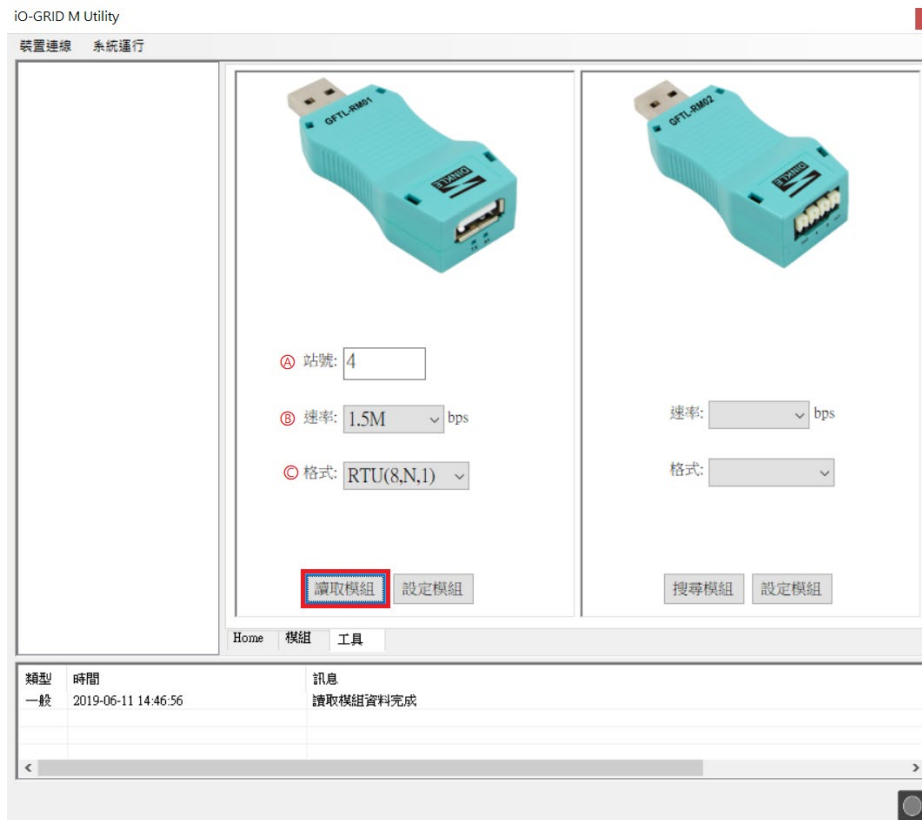 iO-GRID M Utility
裝置連線 系統運行
GFTL-RM01
DINKLE
GFTL-RM02
DINKLE
Ⓐ 站號: 4
Ⓑ 速率: 1.5M bps
Ⓒ 格式: RTU(8,N,1)
讀取模組 設定模組
速率: bps
格式:
搜尋模組 設定模組
Home 模組 工具
類型 時間 訊息
一般 2019-06-11 14:46:56 讀取模組資料完成